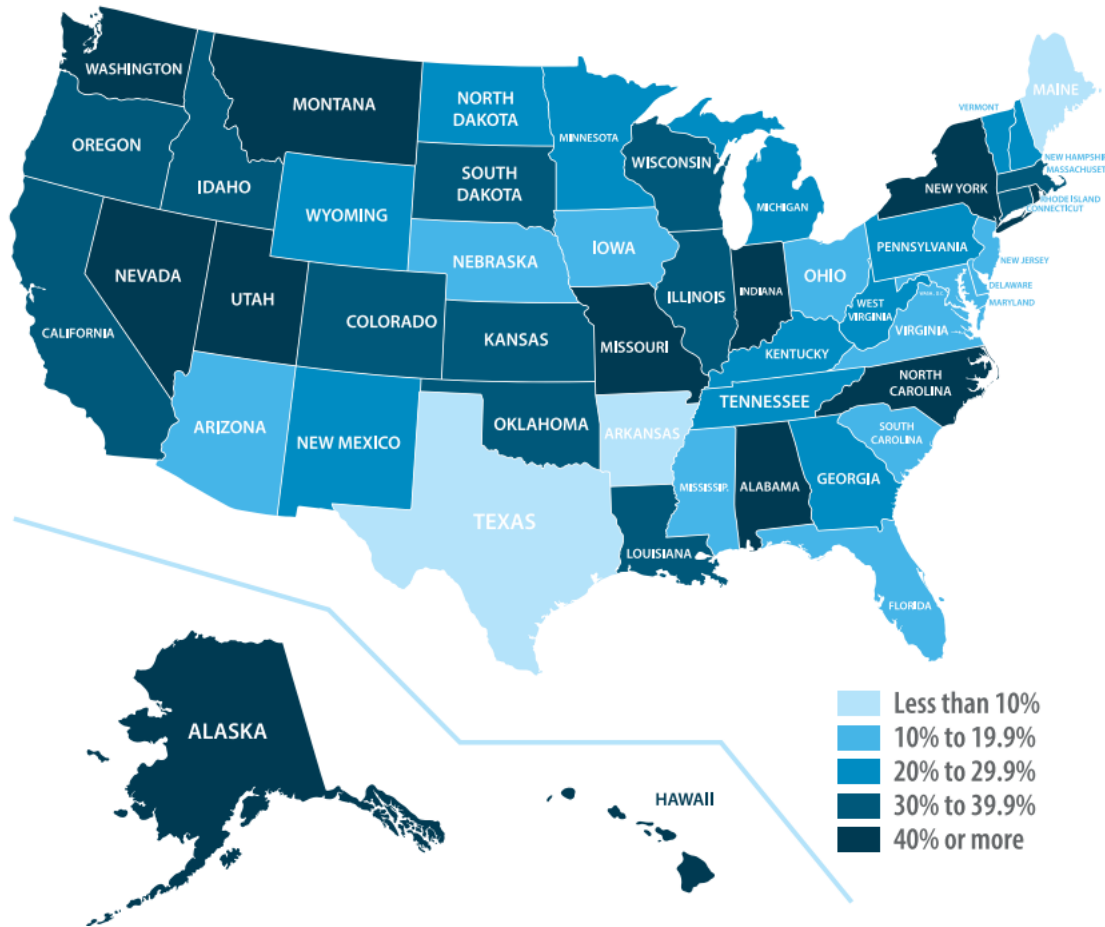 WASHINGTON
MONTANA
NORTH
DAKOTA
MINNESOTA
VERMONT
MAINE
OREGON
IDAHO
SOUTH
DAKOTA
WISCONSIN
MICHIGAN
NEW YORK
NEW HAMPSHIR
MASSACHUSET
RHODE ISLAND
CONNECTICUT
WYOMING
NEBRASKA
IOWA
PENNSYLVANIA
NEW JERSEY
NEVADA
UTAH
COLORADO
KANSAS
MISSOURI
ILLINOIS
INDIANA
OHIO
WEST
VIRGINIA
WASH, D.C.
DELAWARE
MARYLAND
VIRGINIA
CALIFORNIA
KENTUCKY
NORTH
CAROLINA
TENNESSEE
ARIZONA
NEW MEXICO
OKLAHOMA
ARKANSAS
SOUTH
CAROLINA
MISSISSIP.
ALABAMA
GEORGIA
TEXAS
LOUISIANA
FLORIDA
ALASKA
HAWAII
Less than 10%
10% to 19.9%
20% to 29.9%
30% to 39.9%
40% or more